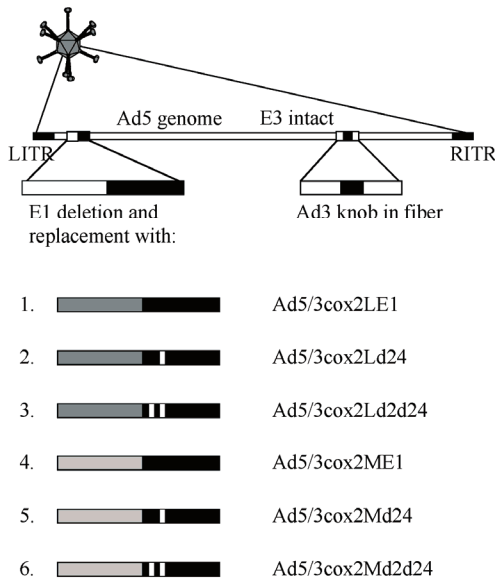 Ad5 genome E3 intact
LITR RITR
E1 deletion and Ad3 knob in fiber
replacement with:
1. Ad5/3cox2LE1
2. Ad5/3cox2Ld24
3. Ad5/3cox2Ld2d24
4. Ad5/3cox2ME1
5. Ad5/3cox2Md24
6. Ad5/3cox2Md2d24